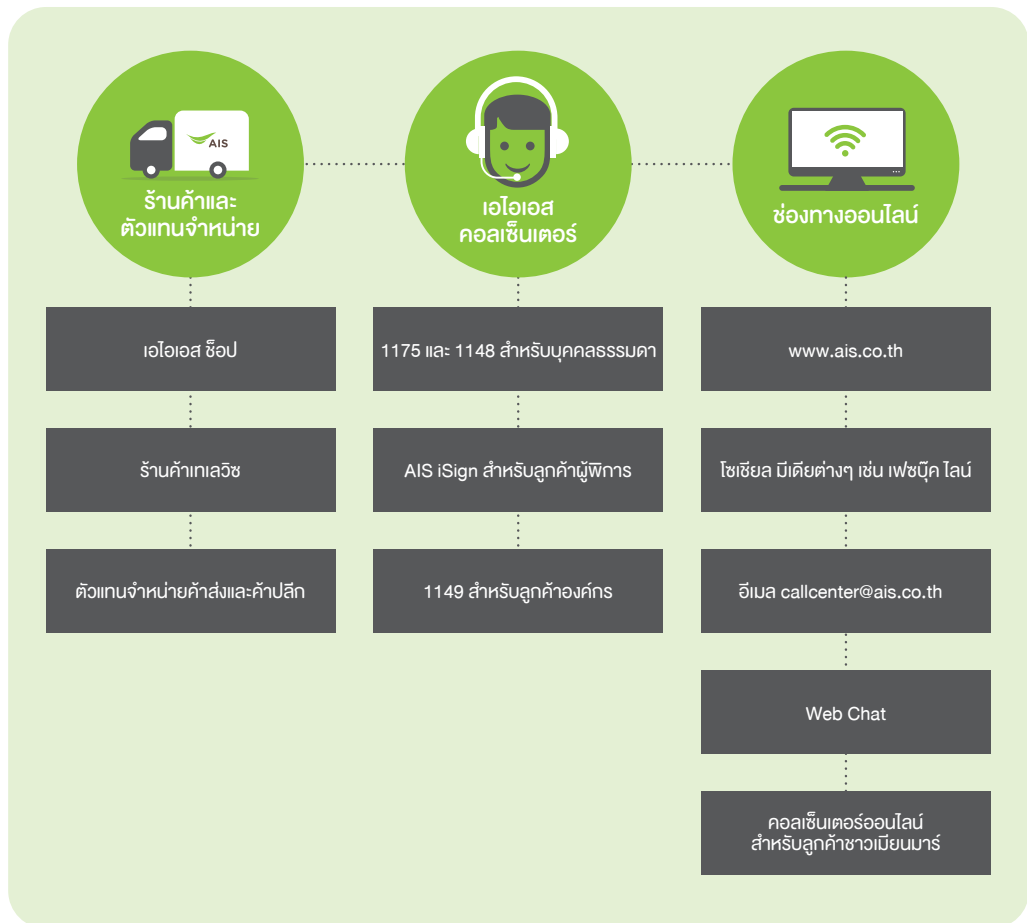 AIS
ร้านค้าและ
ตัวแทนจำหน่าย
เอไอเอส ช็อป
ร้านค้าเทเลวิซ
ตัวแทนจำหน่ายค้าส่งและค้าปลีก
เอไอเอส
คอลเซ็นเตอร์
1175 และ 1148 สำหรับบุคคลธรรมดา
AIS iSign สำหรับลูกค้าผู้พิการ
1149 สำหรับลูกค้าองค์กร
ช่องทางออนไลน์
www.ais.co.th
โซเชียล มีเดียต่างๆ เช่น เฟซบุ๊ค ไลน์
อีเมล callcenter@ais.co.th
Web Chat
คอลเซ็นเตอร์ออนไลน์
สำหรับลูกค้าชาวเมียนมาร์